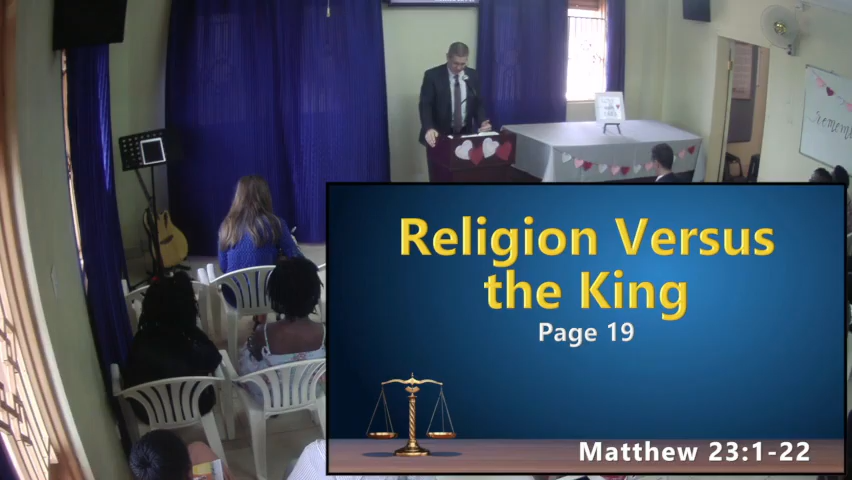 Religion Versus
the King
Page 19
Matthew 23:1-22